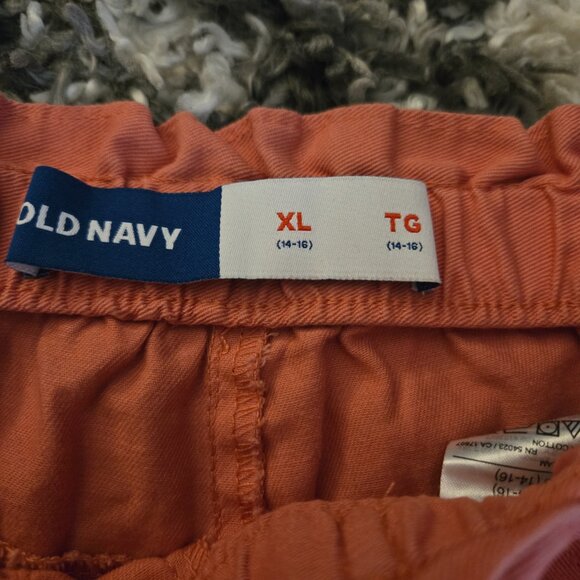 OLD NAVY
XL TG
(14-16) (14-16)
COTTON
RN 54023 / CA 17897
(14-16)